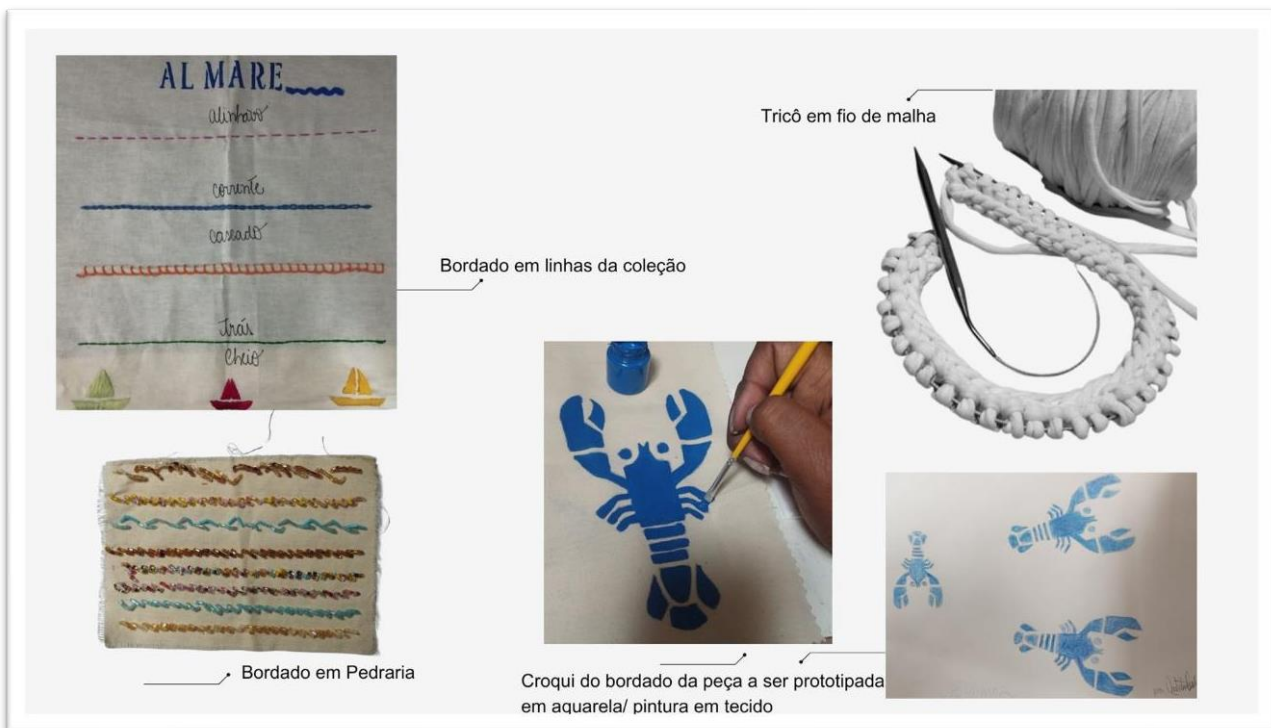 AL MARE
alinhavo
corrente
caseado
Trás
Cheio
Bordado em linhas da coleção
Tricô em fio de malha
Bordado em Pedraria
Croqui do bordado da peça a ser prototipada
em aquarela/ pintura em tecido